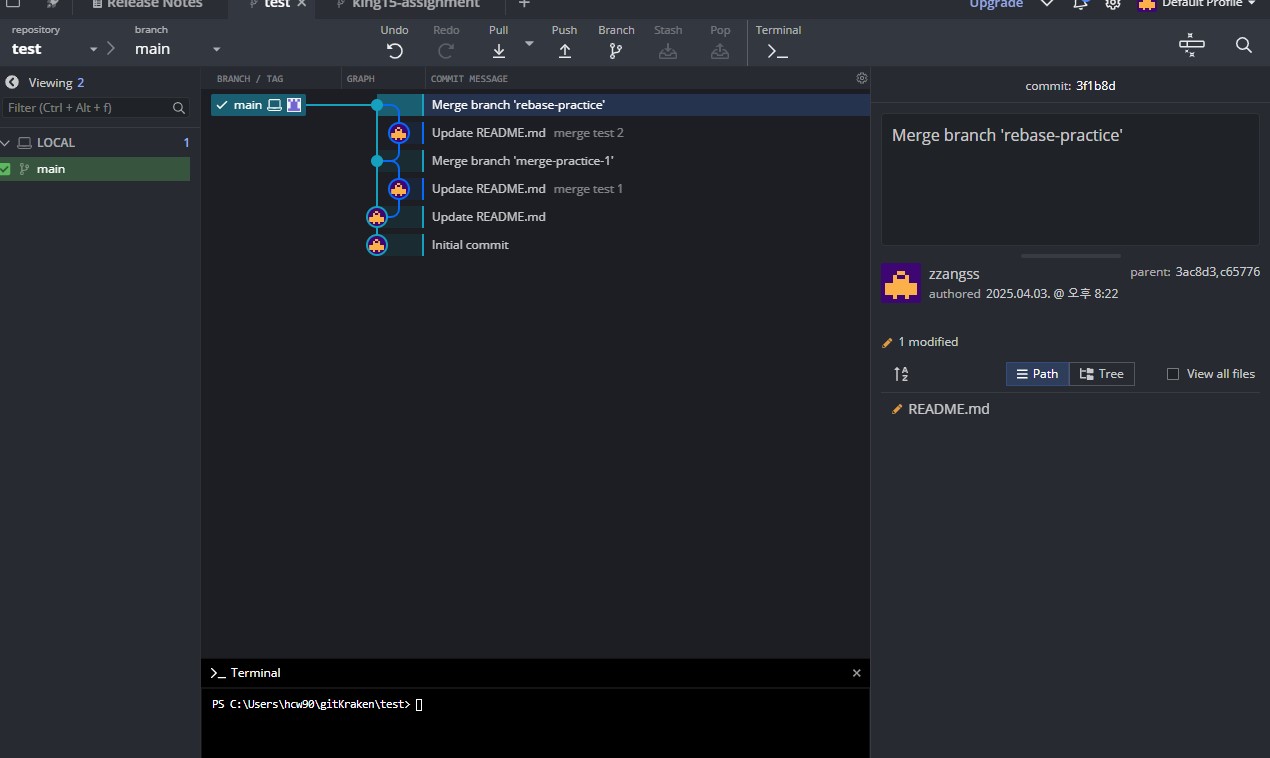 Release Notes
test
king15-assignment
Upgrade
Default Profile
repository
test
branch
main
Undo
Redo
Pull
Push
Branch
Stash
Pop
Terminal
Viewing 2
Filter (Ctrl + Alt + f)
LOCAL 1
main
BRANCH / TAG
GRAPH
COMMIT MESSAGE
main
Merge branch 'rebase-practice'
Update README.md merge test 2
Merge branch 'merge-practice-1'
Update README.md merge test 1
Update README.md
Initial commit
Terminal
PS C:\Users\hcw90\gitKraken\test>
commit: 3f1b8d
Merge branch 'rebase-practice'
zzangss
authored 2025.04.03. @ 오후 8:22
parent: 3ac8d3,c65776
1 modified
Path
Tree
View all files
README.md